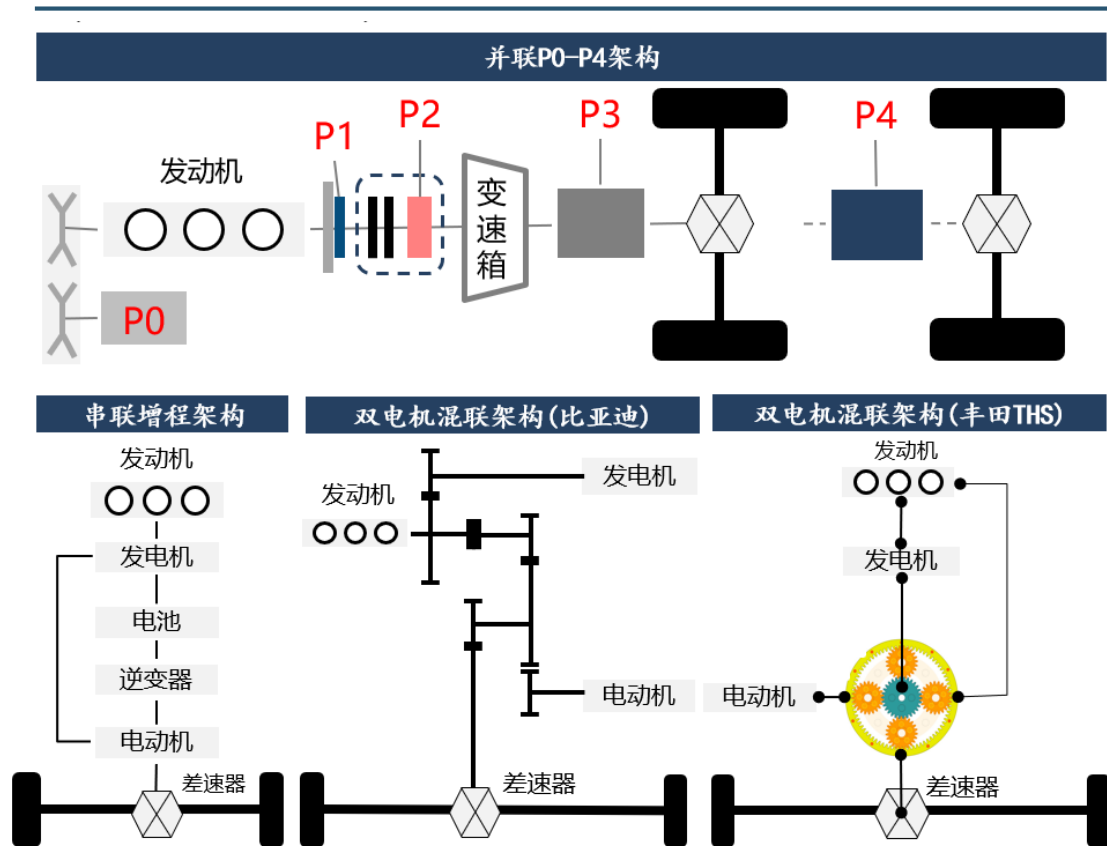 并联P0-P4架构
P1
P2
P3
P4
发动机
变速箱
P0
串联增程架构
双电机混联架构(比亚迪)
双电机混联架构(丰田THS)
发动机
发电机
电池
逆变器
电动机
差速器
发动机
发电机
电动机
差速器
发动机
发电机
电动机
差速器